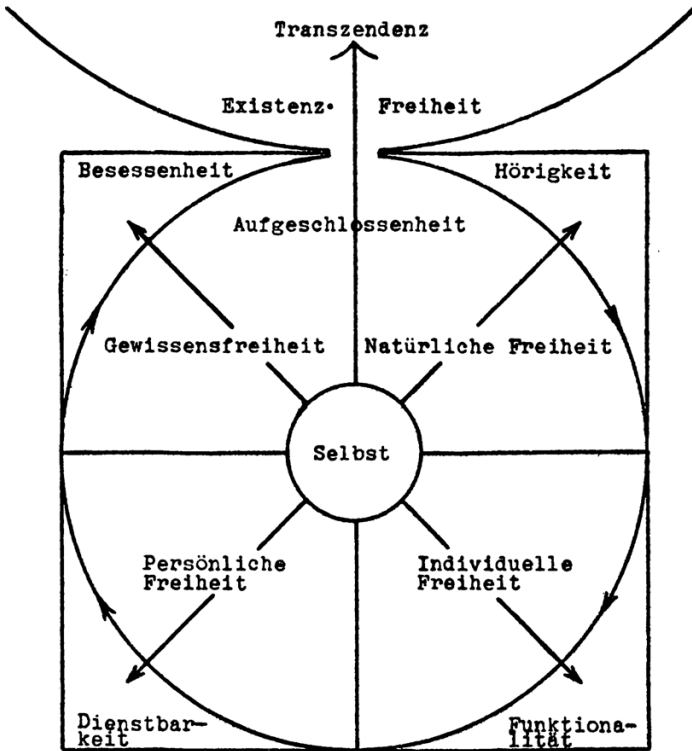 Transzendenz
Existenz· Freiheit
Besessenheit Hörigkeit
Aufgeschlossenheit
Gewissensfreiheit Natürliche Freiheit
Selbst
Persönliche
Freiheit
Individuelle
Freiheit
Dienstbar-
keit
Funktiona-
lität